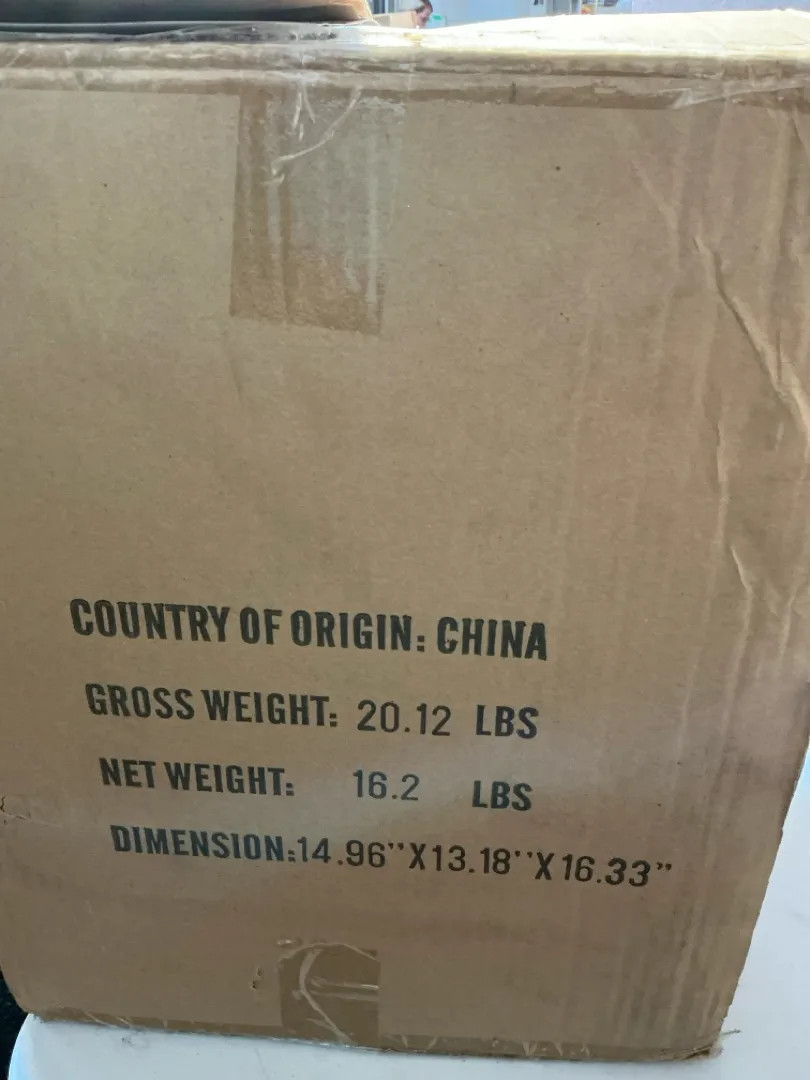 COUNTRY OF ORIGIN: CHINA
GROSS WEIGHT: 20.12 LBS
NET WEIGHT: 16.2 LBS
DIMENSION:14.96''X13.18''X16.33''